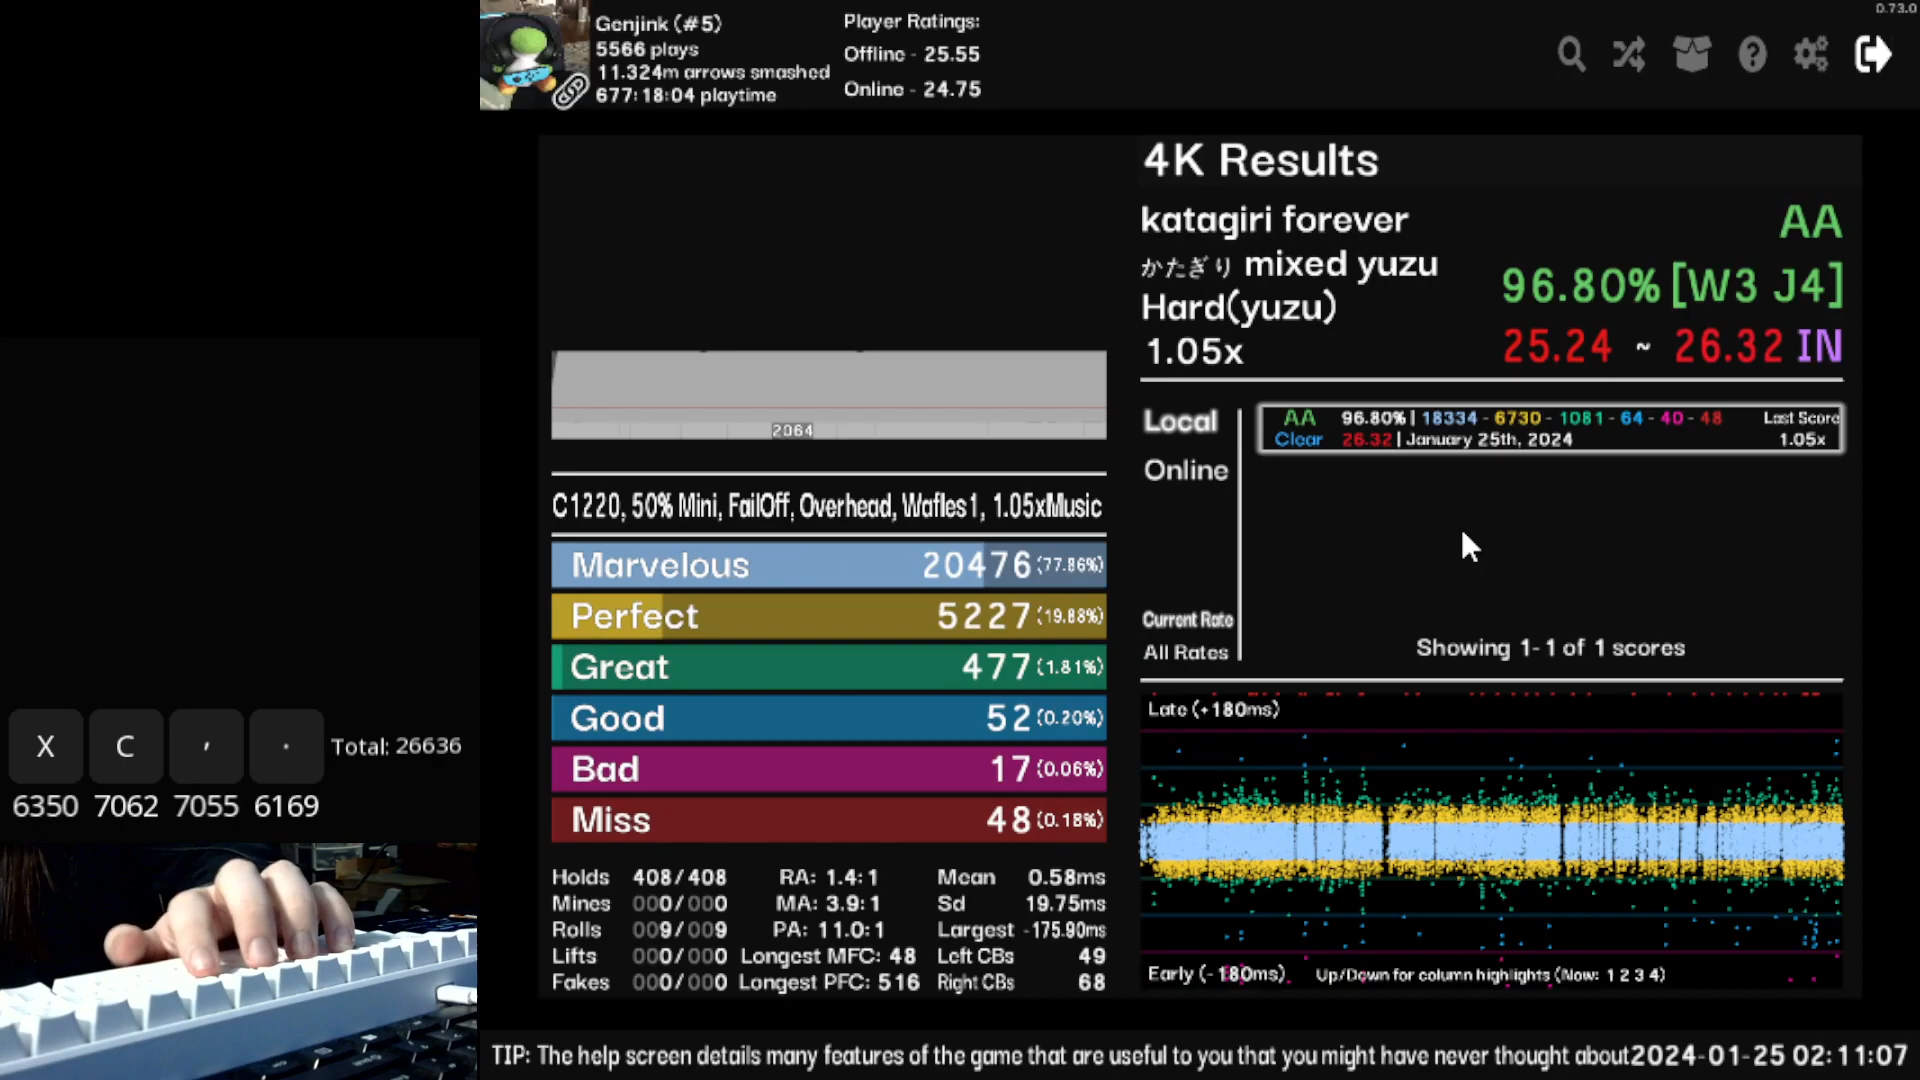 0.73.0
Genjink (#5)
5566 plays
11.324m arrows smashed
677:18:04 playtime
Player Ratings:
Offline - 25.55
Online - 24.75
4K Results
katagiri forever
かたぎり mixed yuzu
Hard(yuzu)
1.05x
AA
96.80% [W3 J4]
25.24 ~ 26.32 IN
2064
C1220, 50% Mini, FailOff, Overhead, Wafles1, 1.05xMusic
Marvelous 20476 (77.86%)
Perfect 5227 (19.88%)
Great 477 (1.81%)
Good 52 (0.20%)
Bad 17 (0.06%)
Miss 48 (0.18%)
Holds 408/408 RA: 1.4:1 Mean 0.58ms
Mines 000/000 MA: 3.9:1 Sd 19.75ms
Rolls 009/009 PA: 11.0:1 Largest -175.90ms
Lifts 000/000 Longest MFC: 48 Left CBs 49
Fakes 000/000 Longest PFC: 516 Right CBs 68
Local
Online
Current Rate
All Rates
AA 96.80% | 18334 - 6730 - 1081 - 64 - 40 - 48 Last Score
Clear 26.32 | January 25th, 2024 1.05x
Showing 1-1 of 1 scores
Late (+180ms)
Early (-180ms) Up/Down for column highlights (Now: 1 2 3 4)
X C , . Total: 26636
6350 7062 7055 6169
TIP: The help screen details many features of the game that are useful to you that you might have never thought about
2024-01-25 02:11:07